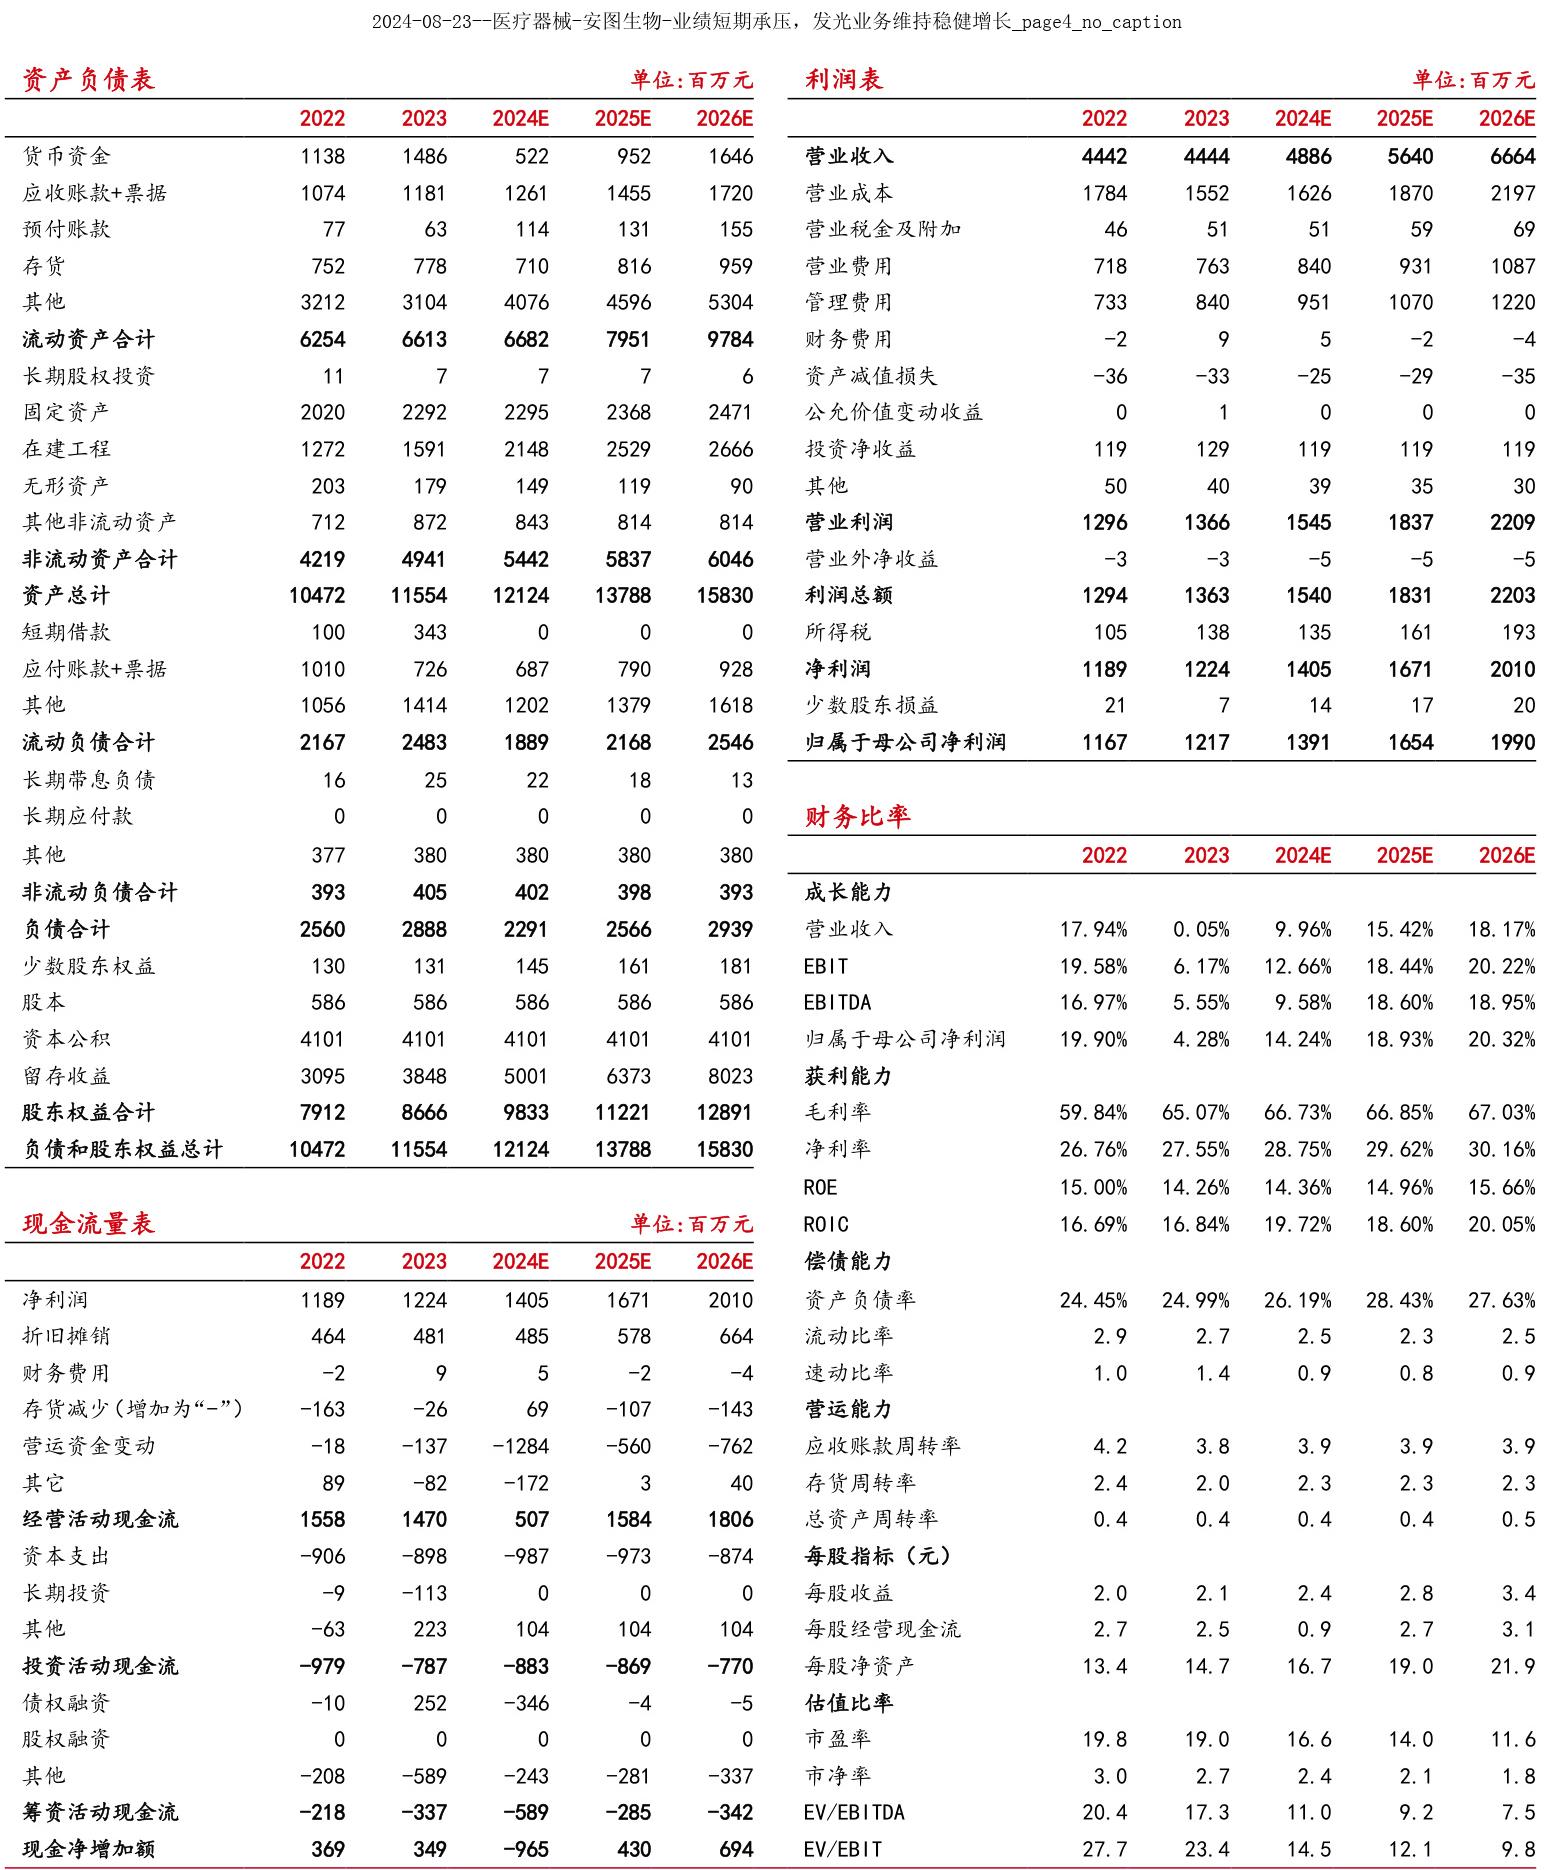 2024-08-23--医疗器械-安图生物-业绩短期承压，发光业务维持稳健增长_page4_no_caption
资产负债表 单位:百万元
2022 2023 2024E 2025E 2026E
货币资金 1138 1486 522 952 1646
应收账款+票据 1074 1181 1261 1455 1720
预付账款 77 63 114 131 155
存货 752 778 710 816 959
其他 3212 3104 4076 4596 5304
流动资产合计 6254 6613 6682 7951 9784
长期股权投资 11 7 7 7 6
固定资产 2020 2292 2295 2368 2471
在建工程 1272 1591 2148 2529 2666
无形资产 203 179 149 119 90
其他非流动资产 712 872 843 814 814
非流动资产合计 4219 4941 5442 5837 6046
资产总计 10472 11554 12124 13788 15830
短期借款 100 343 0 0 0
应付账款+票据 1010 726 687 790 928
其他 1056 1414 1202 1379 1618
流动负债合计 2167 2483 1889 2168 2546
长期带息负债 16 25 22 18 13
长期应付款 0 0 0 0 0
其他 377 380 380 380 380
非流动负债合计 393 405 402 398 393
负债合计 2560 2888 2291 2566 2939
少数股东权益 130 131 145 161 181
股本 586 586 586 586 586
资本公积 4101 4101 4101 4101 4101
留存收益 3095 3848 5001 6373 8023
股东权益合计 7912 8666 9833 11221 12891
负债和股东权益总计 10472 11554 12124 13788 15830
现金流量表 单位:百万元
2022 2023 2024E 2025E 2026E
净利润 1189 1224 1405 1671 2010
折旧摊销 464 481 485 578 664
财务费用 -2 9 5 -2 -4
存货减少(增加为“-”) -163 -26 69 -107 -143
营运资金变动 -18 -137 -1284 -560 -762
其它 89 -82 -172 3 40
经营活动现金流 1558 1470 507 1584 1806
资本支出 -906 -898 -987 -973 -874
长期投资 -9 -113 0 0 0
其他 -63 223 104 104 104
投资活动现金流 -979 -787 -883 -869 -770
债权融资 -10 252 -346 -4 -5
股权融资 0 0 0 0 0
其他 -208 -589 -243 -281 -337
筹资活动现金流 -218 -337 -589 -285 -342
现金净增加额 369 349 -965 430 694
利润表 单位:百万元
2022 2023 2024E 2025E 2026E
营业收入 4442 4444 4886 5640 6664
营业成本 1784 1552 1626 1870 2197
营业税金及附加 46 51 51 59 69
营业费用 718 763 840 931 1087
管理费用 733 840 951 1070 1220
财务费用 -2 9 5 -2 -4
资产减值损失 -36 -33 -25 -29 -35
公允价值变动收益 0 1 0 0 0
投资净收益 119 129 119 119 119
其他 50 40 39 35 30
营业利润 1296 1366 1545 1837 2209
营业外净收益 -3 -3 -5 -5 -5
利润总额 1294 1363 1540 1831 2203
所得税 105 138 135 161 193
净利润 1189 1224 1405 1671 2010
少数股东损益 21 7 14 17 20
归属于母公司净利润 1167 1217 1391 1654 1990
财务比率
2022 2023 2024E 2025E 2026E
成长能力
营业收入 17.94% 0.05% 9.96% 15.42% 18.17%
EBIT 19.58% 6.17% 12.66% 18.44% 20.22%
EBITDA 16.97% 5.55% 9.58% 18.60% 18.95%
归属于母公司净利润 19.90% 4.28% 14.24% 18.93% 20.32%
获利能力
毛利率 59.84% 65.07% 66.73% 66.85% 67.03%
净利率 26.76% 27.55% 28.75% 29.62% 30.16%
ROE 15.00% 14.26% 14.36% 14.96% 15.66%
ROIC 16.69% 16.84% 19.72% 18.60% 20.05%
偿债能力
资产负债率 24.45% 24.99% 26.19% 28.43% 27.63%
流动比率 2.9 2.7 2.5 2.3 2.5
速动比率 1.0 1.4 0.9 0.8 0.9
营运能力
应收账款周转率 4.2 3.8 3.9 3.9 3.9
存货周转率 2.4 2.0 2.3 2.3 2.3
总资产周转率 0.4 0.4 0.4 0.4 0.5
每股指标（元）
每股收益 2.0 2.1 2.4 2.8 3.4
每股经营现金流 2.7 2.5 0.9 2.7 3.1
每股净资产 13.4 14.7 16.7 19.0 21.9
估值比率
市盈率 19.8 19.0 16.6 14.0 11.6
市净率 3.0 2.7 2.4 2.1 1.8
EV/EBITDA 20.4 17.3 11.0 9.2 7.5
EV/EBIT 27.7 23.4 14.5 12.1 9.8